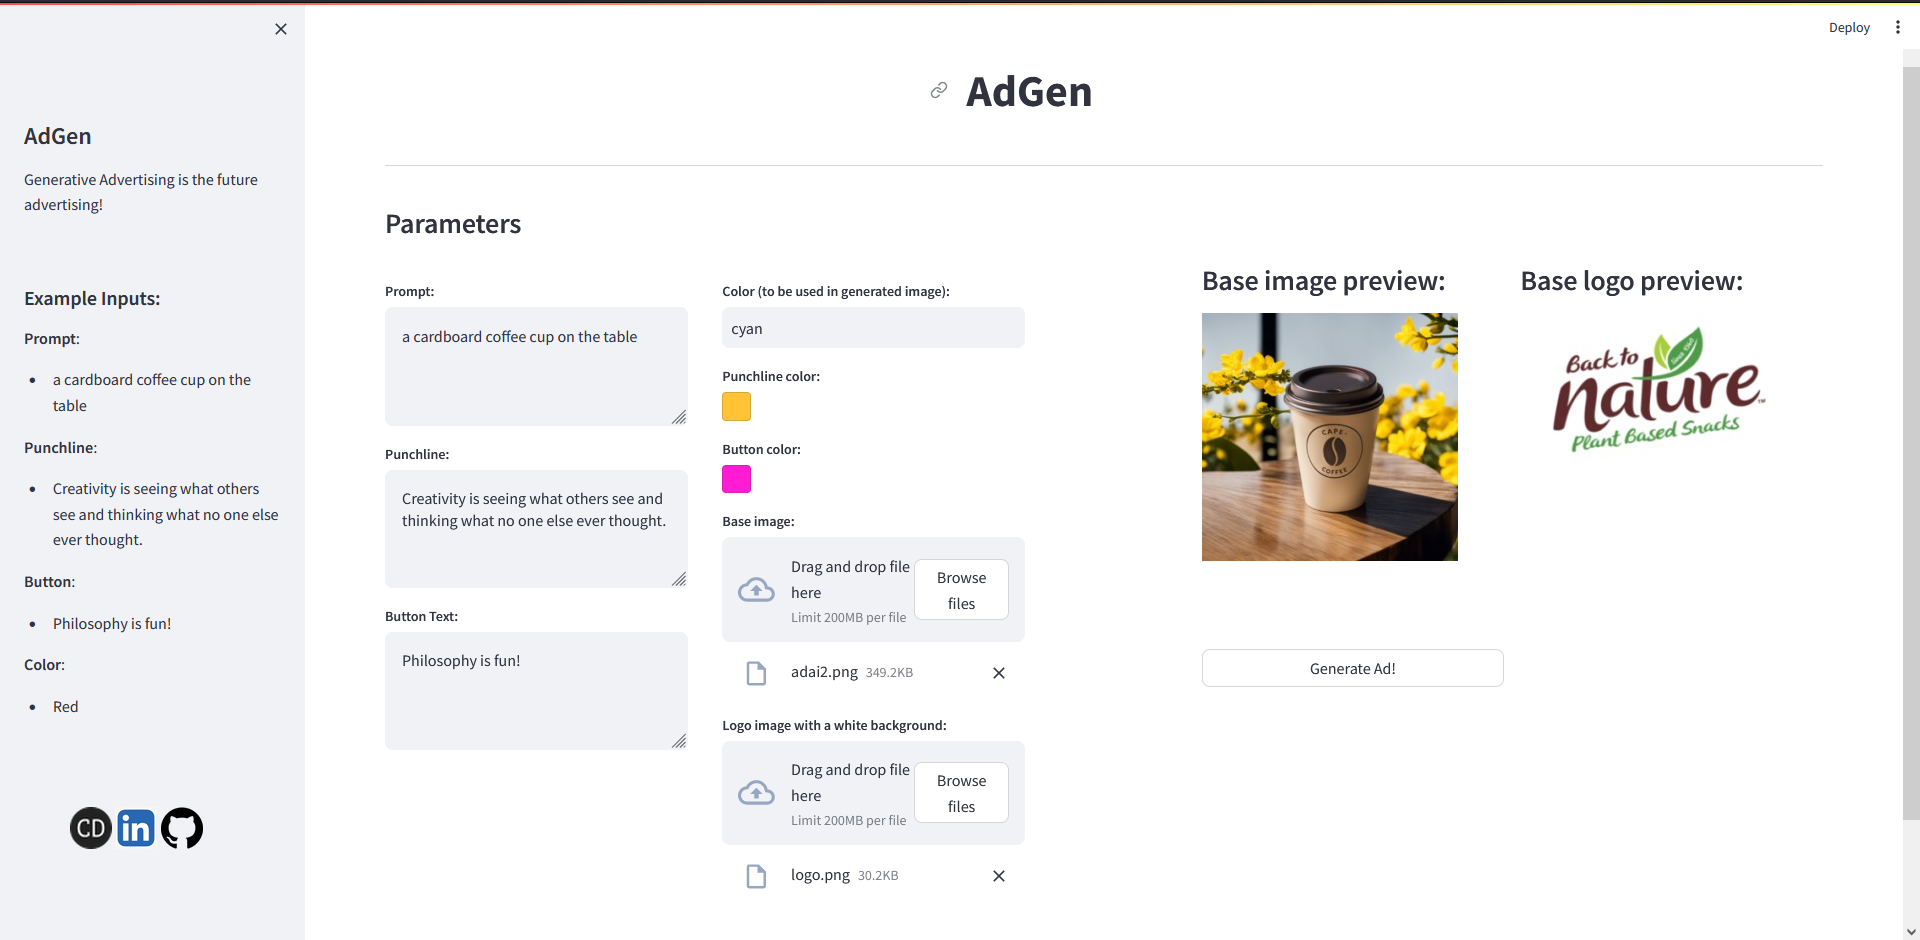 Deploy
AdGen
Generative Advertising is the future
advertising!
Example Inputs:
Prompt:
a cardboard coffee cup on the
table
Punchline:
Creativity is seeing what others
see and thinking what no one else
ever thought.
Button:
Philosophy is fun!
Color:
Red
CD
in
AdGen
Parameters
Prompt:
a cardboard coffee cup on the table
Punchline:
Creativity is seeing what others see and
thinking what no one else ever thought.
Button Text:
Philosophy is fun!
Color (to be used in generated image):
cyan
Punchline color:
Button color:
Base image:
Drag and drop file
here
Limit 200MB per file
Browse
files
adai2.png 349.2KB
Logo image with a white background:
Drag and drop file
here
Limit 200MB per file
Browse
files
logo.png 30.2KB
Base image preview:
CAPE-
COFFEE
Base logo preview:
Back to
nature™
Plant Based Snacks
Since 1960
Generate Ad!